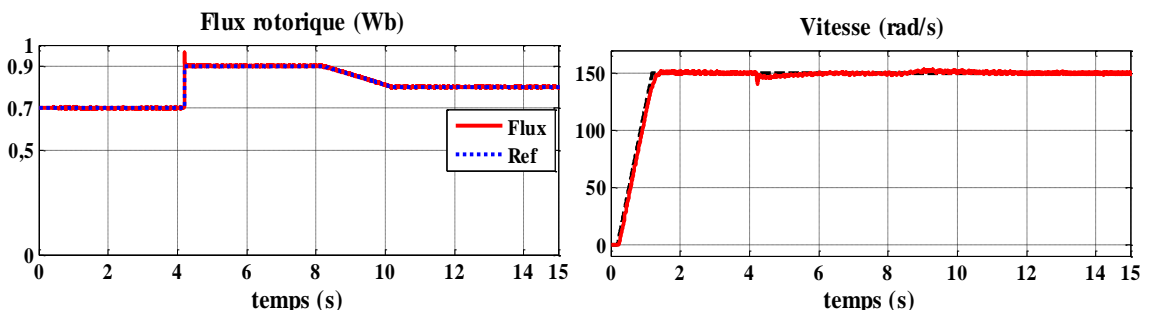 Flux rotorique (Wb)
1
0.9
0.7
0,5
0
Flux
Ref
0 2 4 6 8 10 12 14 15
temps (s)
Vitesse (rad/s)
150
100
50
0
0 2 4 6 8 10 12 14 15
temps (s)